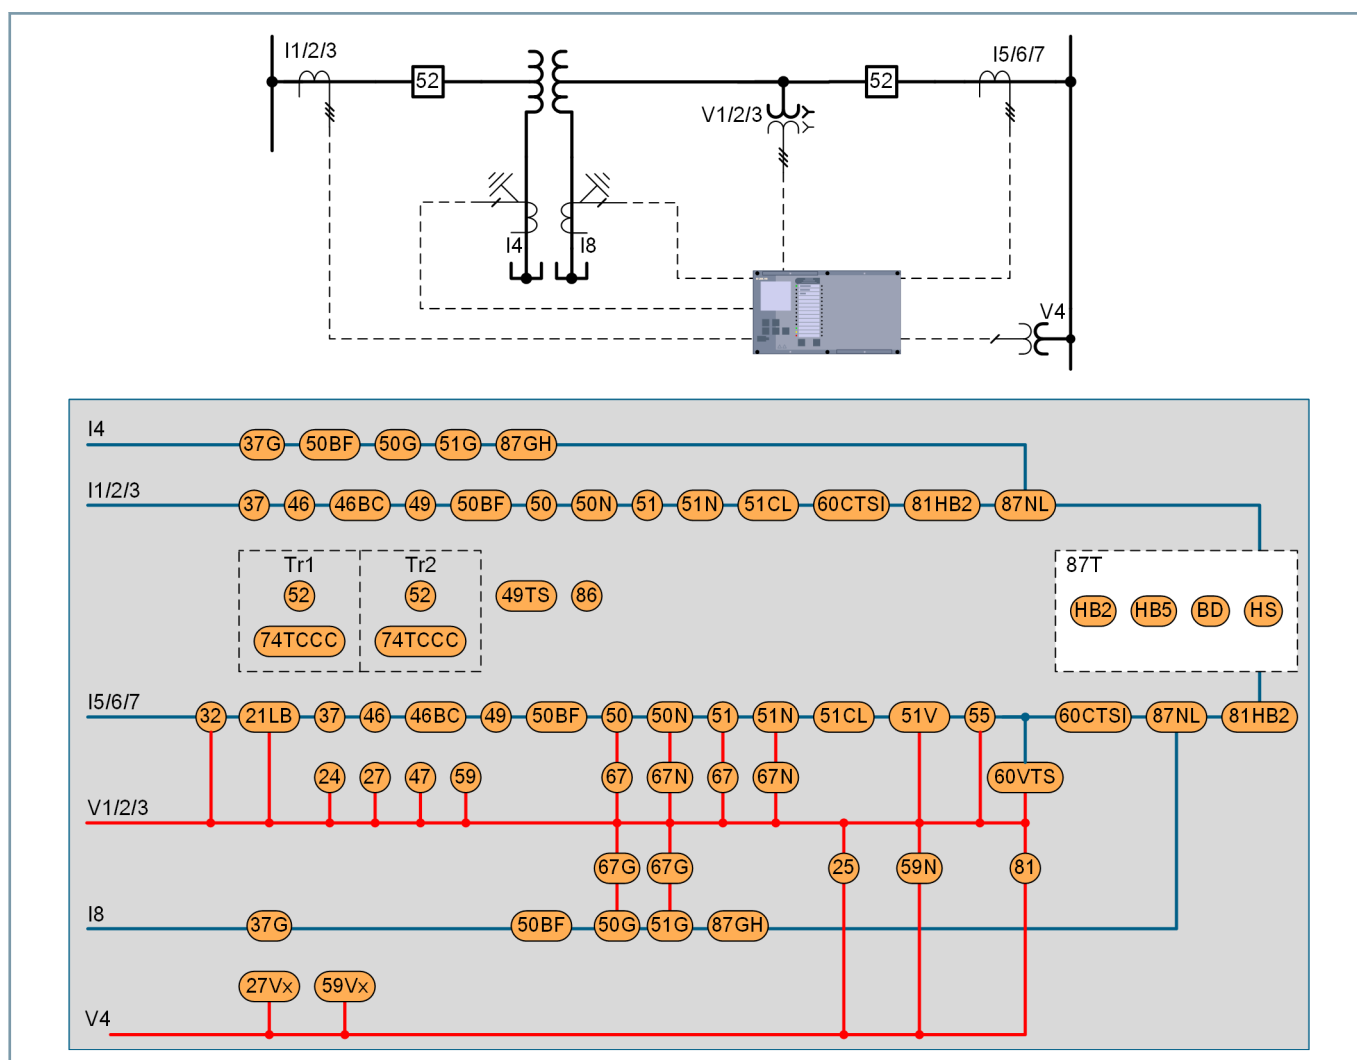 I1/2/3
I5/6/7
52
52
V1/2/3
I4
I8
V4
I4
37G 50BF 50G 51G 87GH
I1/2/3
37 46 46BC 49 50BF 50 50N 51 51N 51CL 60CTSI 81HB2 87NL
Tr1 Tr2 87T
52 52 49TS 86 HB2 HB5 BD HS
74TCCC 74TCCC
I5/6/7
32 21LB 37 46 46BC 49 50BF 50 50N 51 51N 51CL 51V 55 60CTSI 87NL 81HB2
24 27 47 59 67 67N 67 67N 60VTS
V1/2/3
67G 67G 25 59N 81
I8
37G 50BF 50G 51G 87GH
27Vx 59Vx
V4